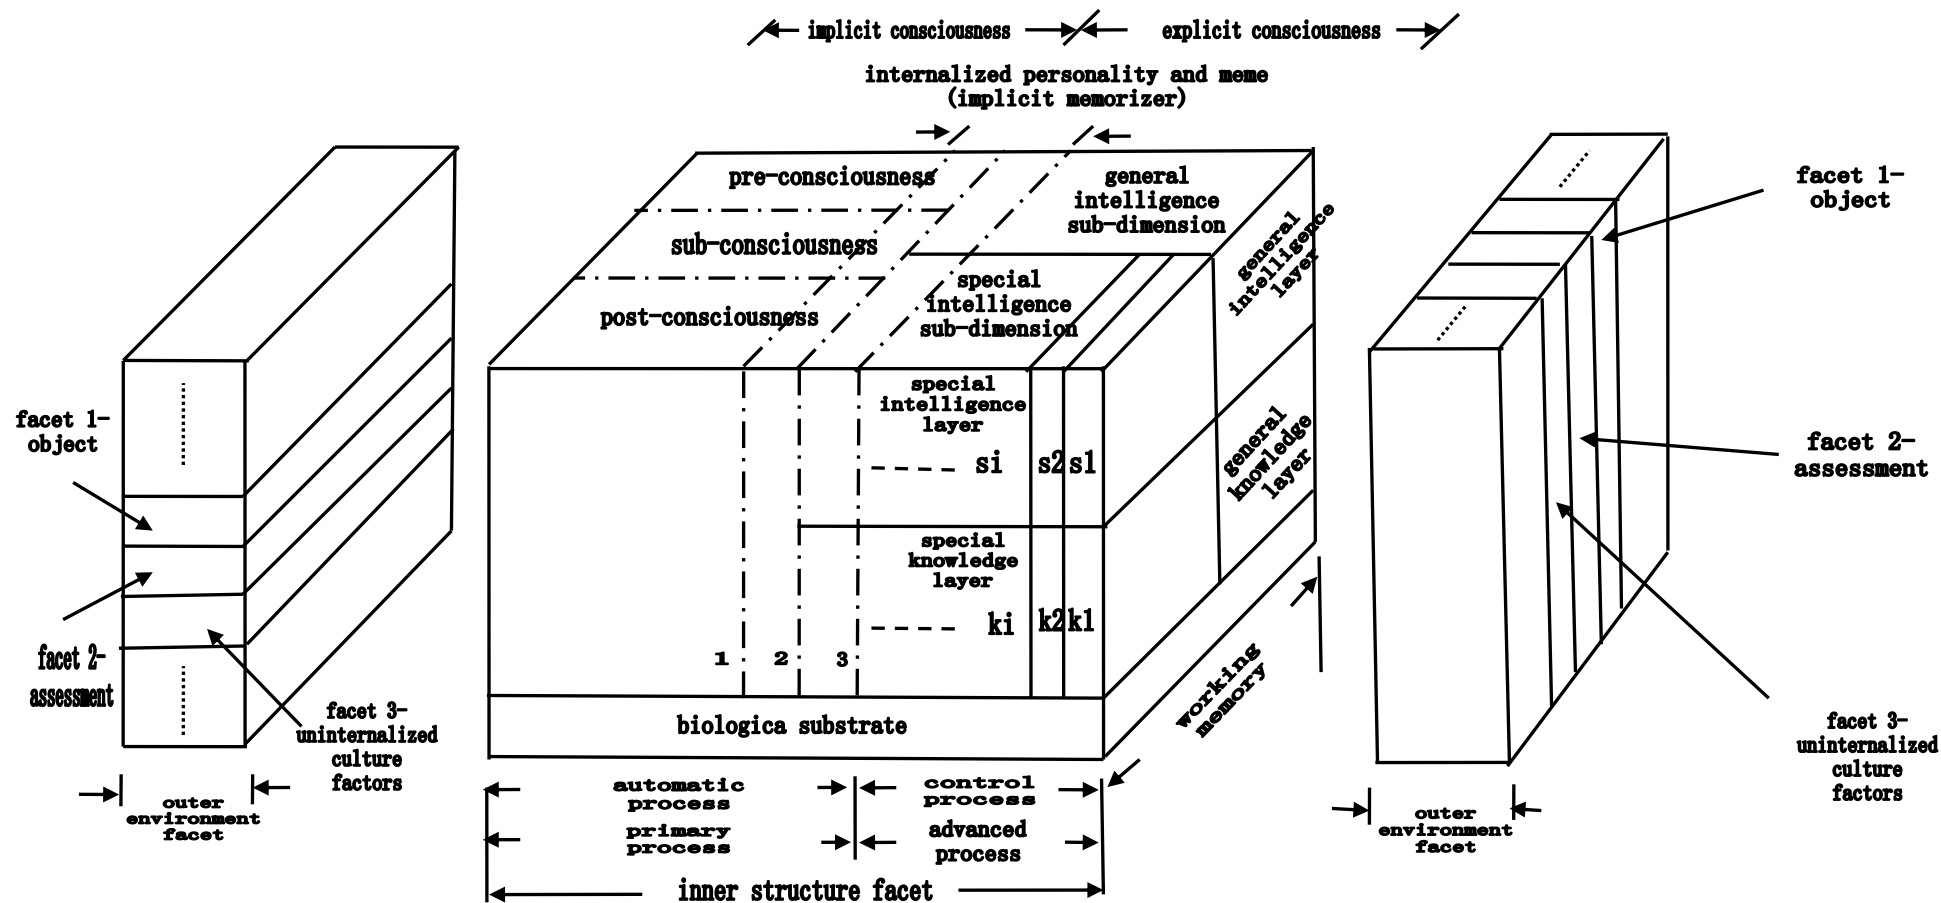 implicit consciousness
explicit consciousness
internalized personality and meme
(implicit memorizer)
pre-consciousness
general
intelligence
sub-dimension
sub-consciousness
special
intelligence
sub-dimension
post-consciousness
general
intelligence
layer
special
intelligence
layer
si
s2
s1
general
knowledge
layer
special
knowledge
layer
ki
k2
k1
1
2
3
biologica substrate
working
memory
facet 1-
object
facet 2-
assessment
facet 3-
uninternalized
culture
factors
outer
environment
facet
automatic
process
control
process
primary
process
advanced
process
inner structure facet
facet 1-
object
facet 2-
assessment
facet 3-
uninternalized
culture
factors
outer
environment
facet